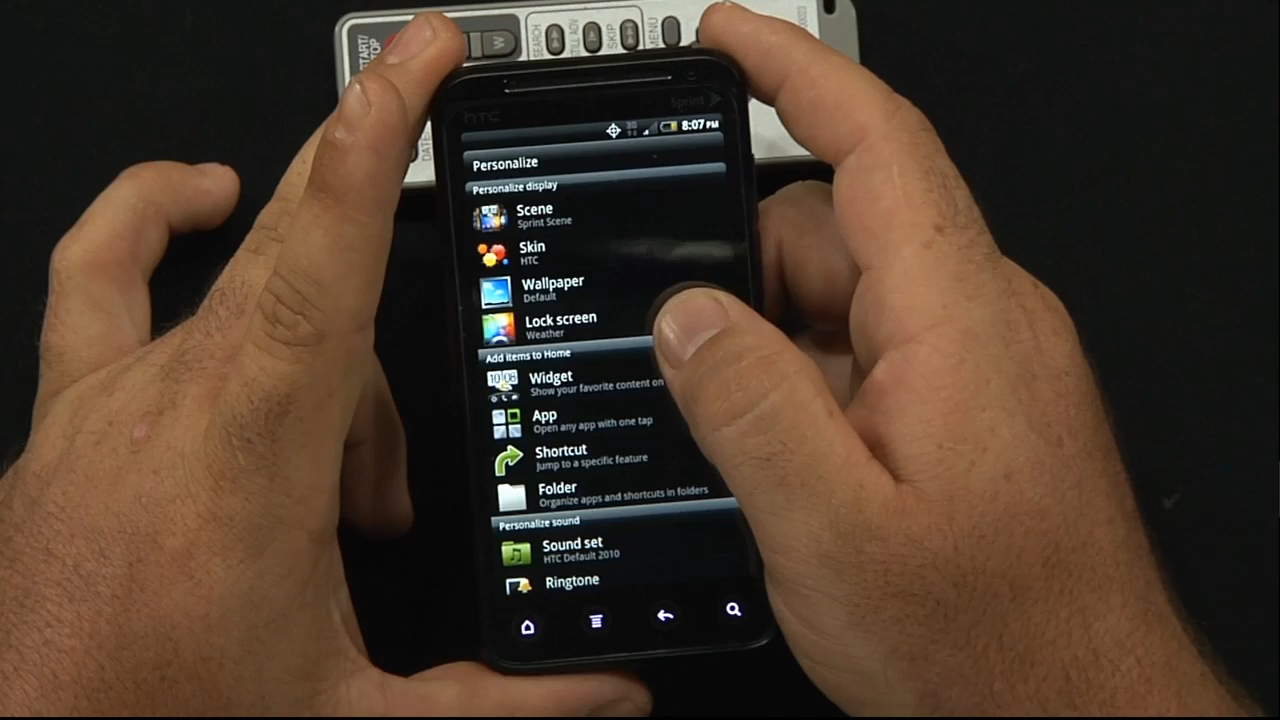 START/
STOP
W
SEARCH
STILL ADV
SKIP
MENU
DATE
hTC
Sprint
3G
8:07 PM
Personalize
Personalize display
Scene
Sprint Scene
Skin
HTC
Wallpaper
Default
Lock screen
Weather
Add items to Home
Widget
Show your favorite content on
App
Open any app with one tap
Shortcut
Jump to a specific feature
Folder
Organize apps and shortcuts in folders
Personalize sound
Sound set
HTC Default 2010
Ringtone